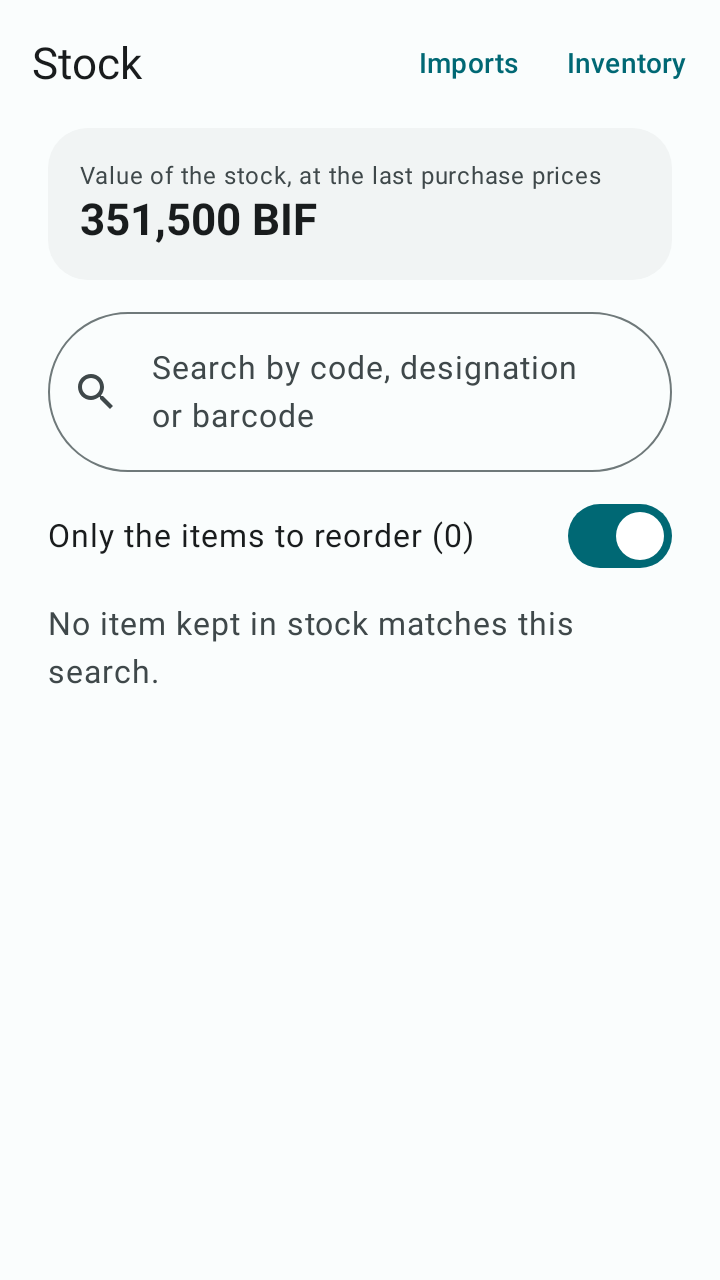 Stock
Imports
Inventory
Value of the stock, at the last purchase prices
351,500 BIF
Search by code, designation
or barcode
Only the items to reorder (0)
No item kept in stock matches this
search.